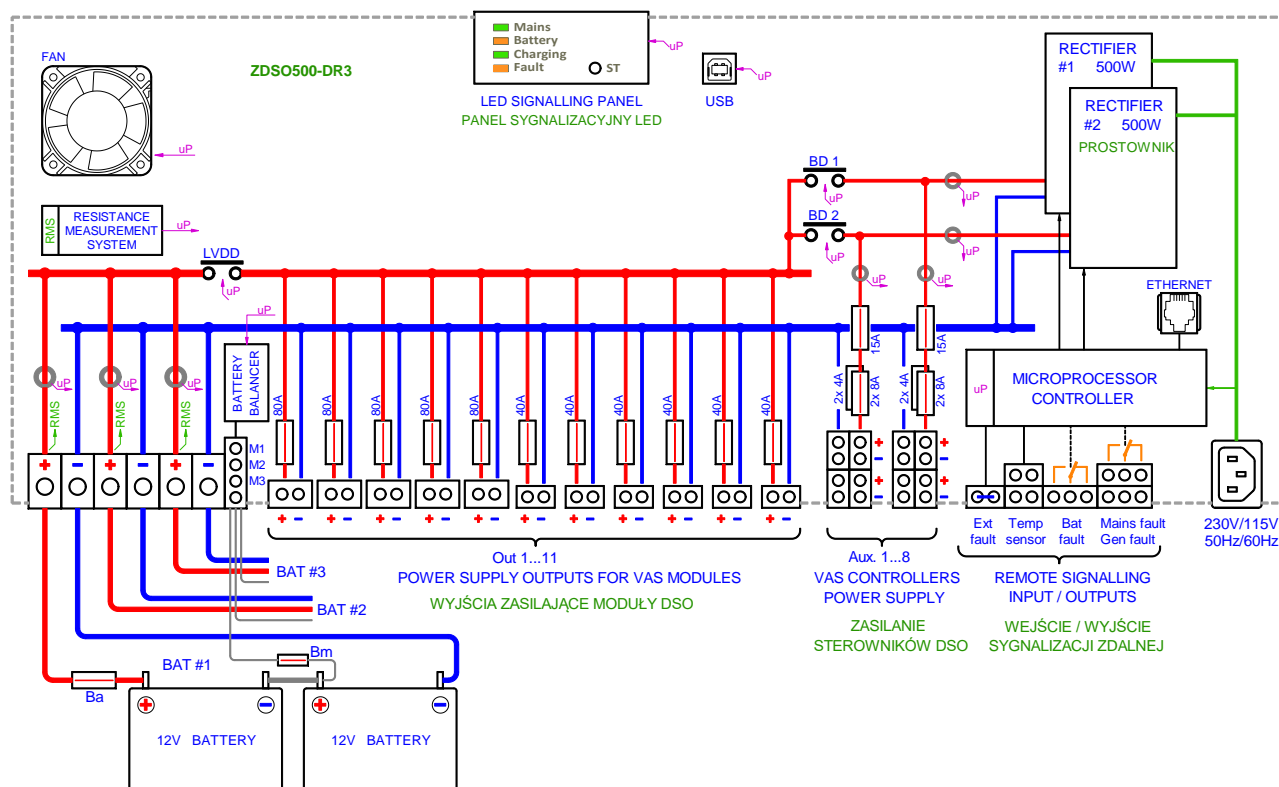 Mains
Battery
Charging
Fault
ST
uP
LED SIGNALLING PANEL
PANEL SYGNALIZACYJNY LED
uP
USB
FAN
ZDSO500-DR3
uP
RECTIFIER
#1 500W
RECTIFIER
#2 500W
PROSTOWNIK
BD 1
uP
uP
BD 2
uP
uP
RMS
RESISTANCE
MEASUREMENT
SYSTEM
uP
LVDD
uP
uP
uP
ETHERNET
uP
BATTERY
BALANCER
uP
uP
uP
RMS
RMS
RMS
80A
80A
80A
80A
80A
40A
40A
40A
40A
40A
40A
15A
15A
2x 4A
2x 8A
2x 4A
2x 8A
uP
MICROPROCESSOR
CONTROLLER
M1
M2
M3
+ − + − + −
+ − + − + − + − + − + − + − + − + − + − + −
+ +
− −
+ +
− −
Out 1...11
POWER SUPPLY OUTPUTS FOR VAS MODULES
WYJŚCIA ZASILAJĄCE MODUŁY DSO
Aux. 1...8
VAS CONTROLLERS
POWER SUPPLY
ZASILANIE
STEROWNIKÓW DSO
Ext
fault
Temp
sensor
Bat
fault
Mains fault
Gen fault
REMOTE SIGNALLING
INPUT / OUTPUTS
WEJŚCIE / WYJŚCIE
SYGNALIZACJI ZDALNEJ
230V/115V
50Hz/60Hz
BAT #3
BAT #2
BAT #1
Ba
Bm
+ −
12V BATTERY
+ −
12V BATTERY